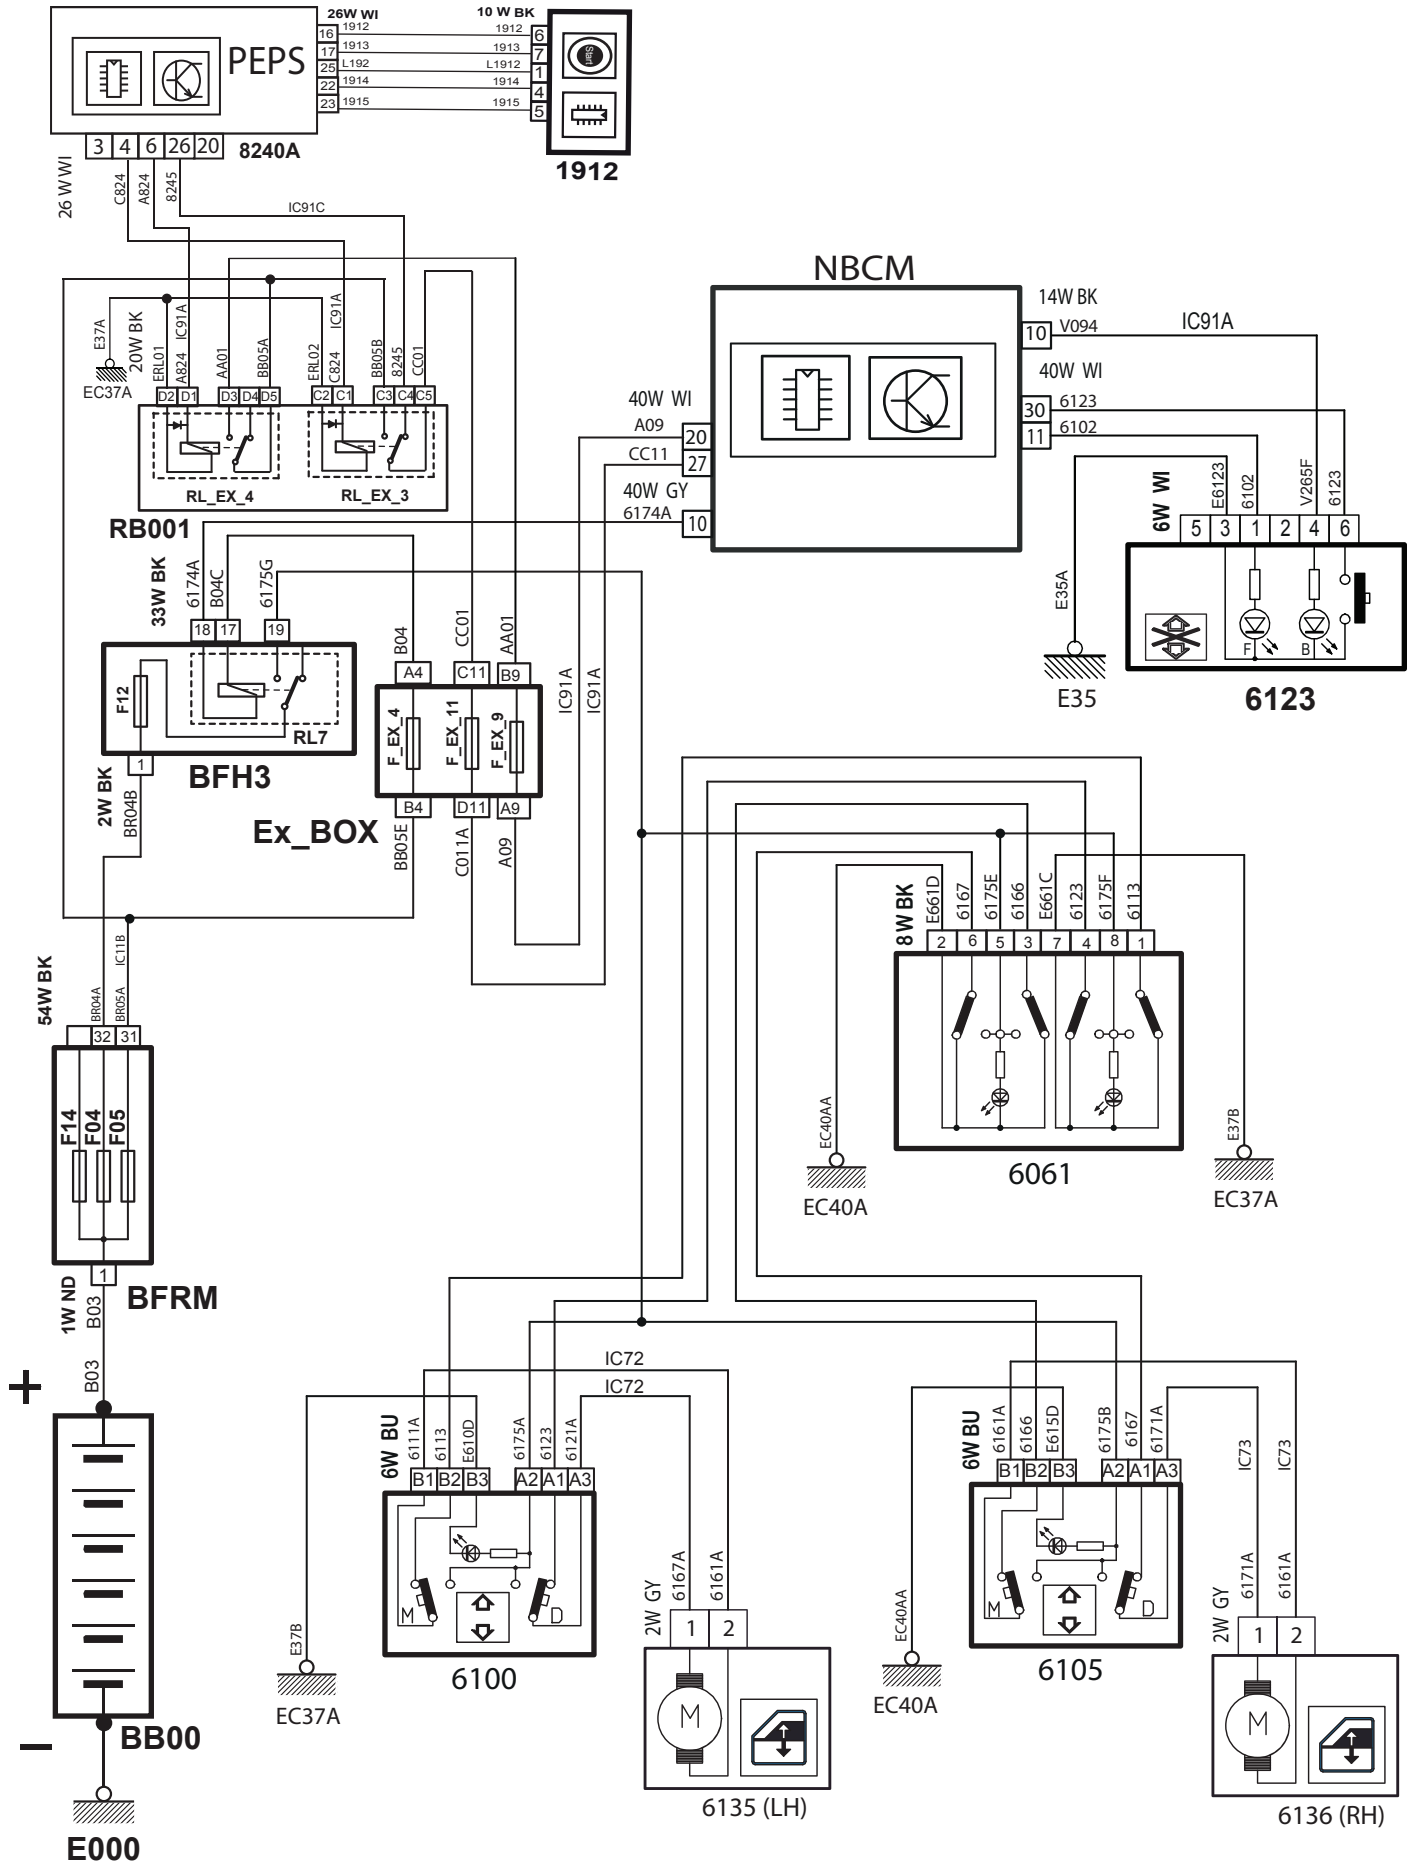 26W WI
10 W BK
PEPS
16 1912 1912 6
17 1913 1913 7
25 L192 L1912 1
22 1914 1914 4
23 1915 1915 5
Start
1912
3 4 6 26 20
8240A
26 W WI
C824
A824
8245
IC91C
E37A
EC37A
20W BK
ERL01
A824
IC91A
AA01
BB05A
ERL02
C824
IC91A
BB05B
8245
CC01
D2 D1 D3 D4 D5 C2 C1 C3 C4 C5
RL_EX_4
RL_EX_3
RB001
NBCM
14W BK
10 V094
IC91A
40W WI
30 6123
11 6102
40W WI
A09 20
CC11 27
40W GY
6174A 10
6W WI
E6123
6102
V265F
6123
5 3 1 2 4 6
F
B
6123
E35A
E35
33W BK
6174A
B04C
6175G
18 17 19
F12
RL7
1
BFH3
2W BK
BR04B
B04
CC01
AA01
A4 C11 B9
F_EX_4
F_EX_11
F_EX_9
B4 D11 A9
Ex_BOX
BB05E
C011A
A09
IC91A
IC91A
54W BK
BR04A
BR05A
IC11B
32 31
F14
F04
F05
1
BFRM
1W ND
B03
B03
+
BB00
−
E000
8 W BK
E661D
6167
6175E
6166
E661C
6123
6175F
6113
2 6 5 3 7 4 8 1
6061
EC40AA
EC40A
E37B
EC37A
IC72
IC72
6W BU
6111A
6113
E610D
6175A
6123
6121A
B1 B2 B3 A2 A1 A3
M
D
6100
E37B
EC37A
2W GY
6167A
6161A
1 2
M
6135 (LH)
6W BU
6161A
6166
E615D
6175B
6167
6171A
B1 B2 B3 A2 A1 A3
M
D
6105
EC40AA
EC40A
IC73
IC73
2W GY
6171A
6161A
1 2
M
6136 (RH)